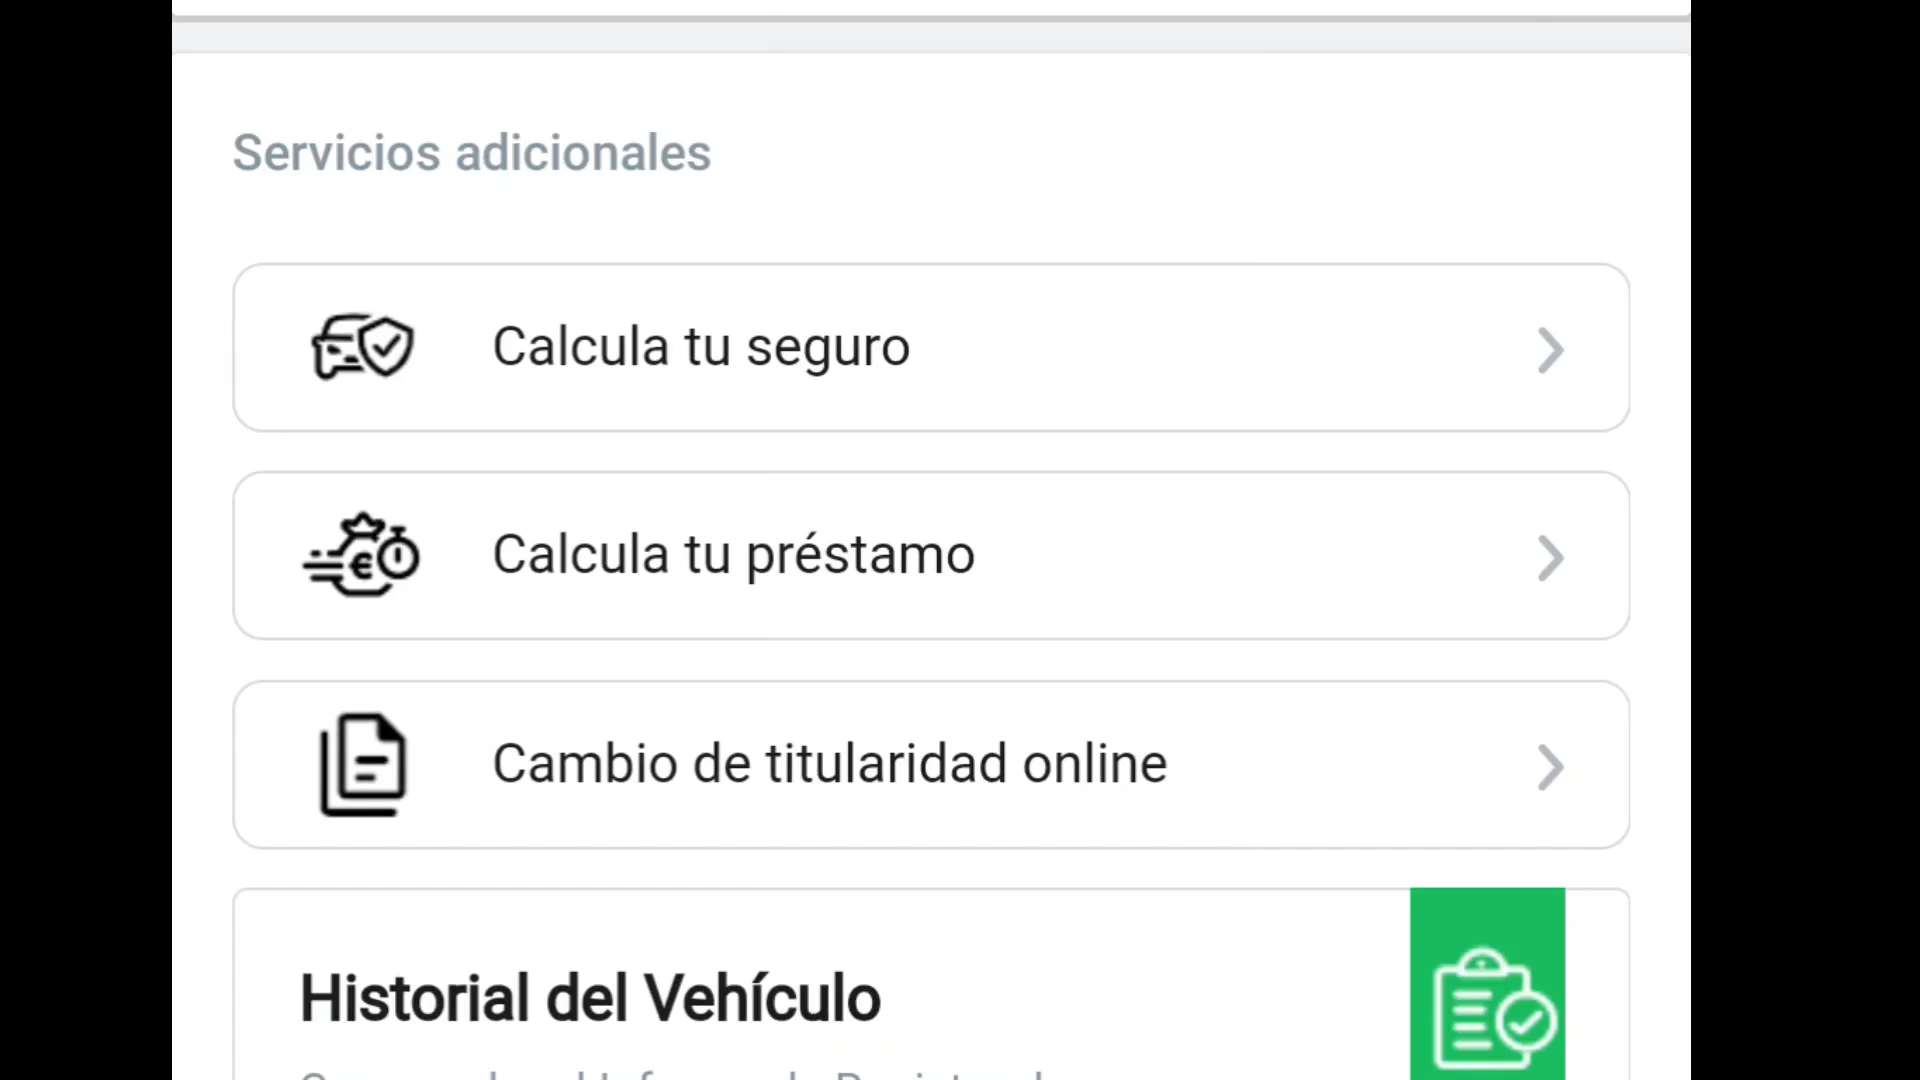 Servicios adicionales
Calcula tu seguro
Calcula tu préstamo
Cambio de titularidad online
Historial del Vehículo